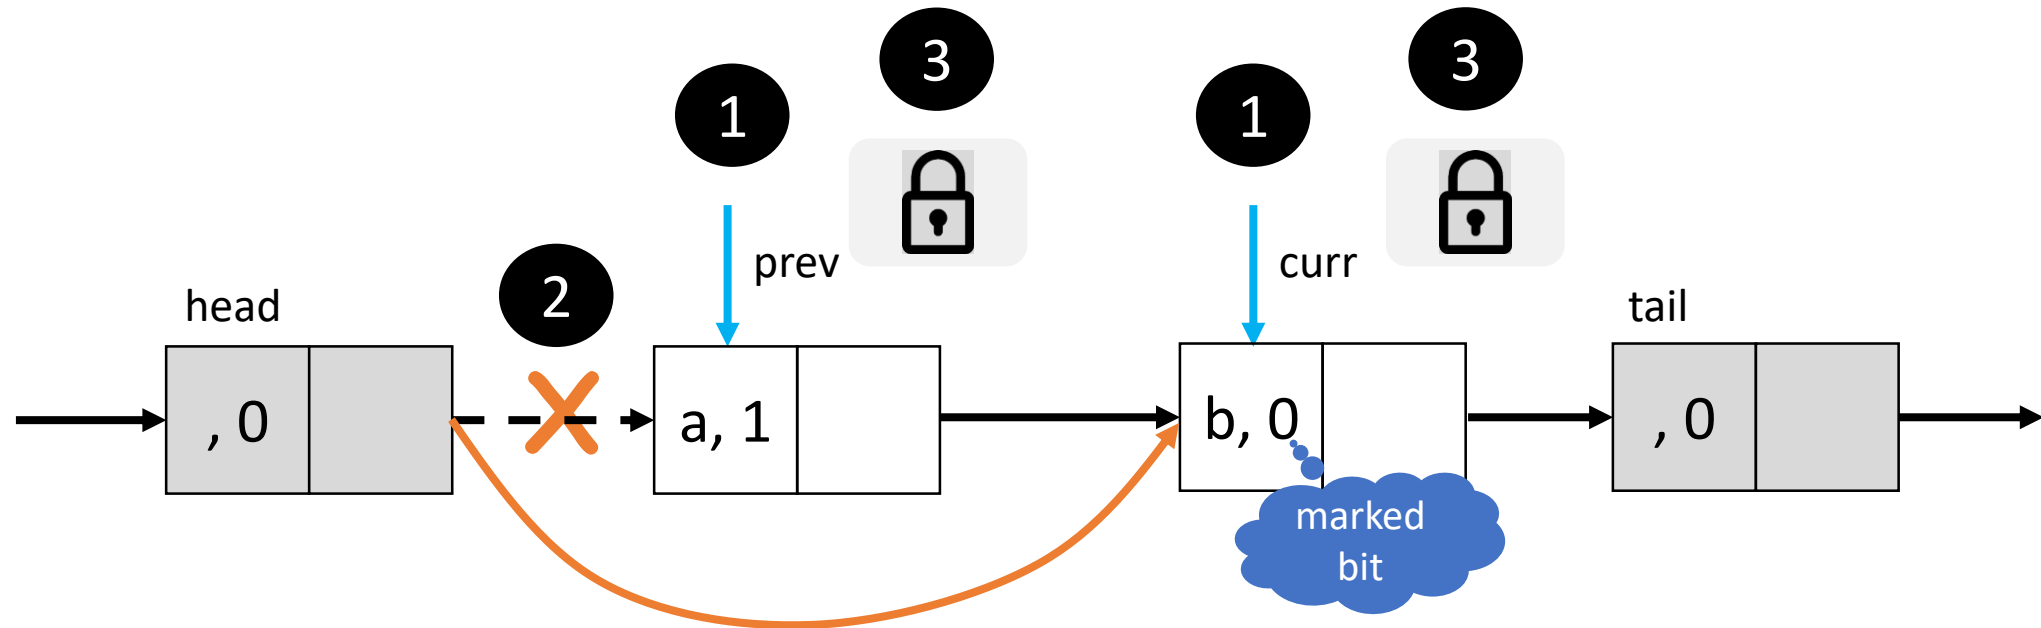 3
3
1
1
prev
curr
2
head
tail
, 0
a, 1
b, 0
, 0
marked
bit